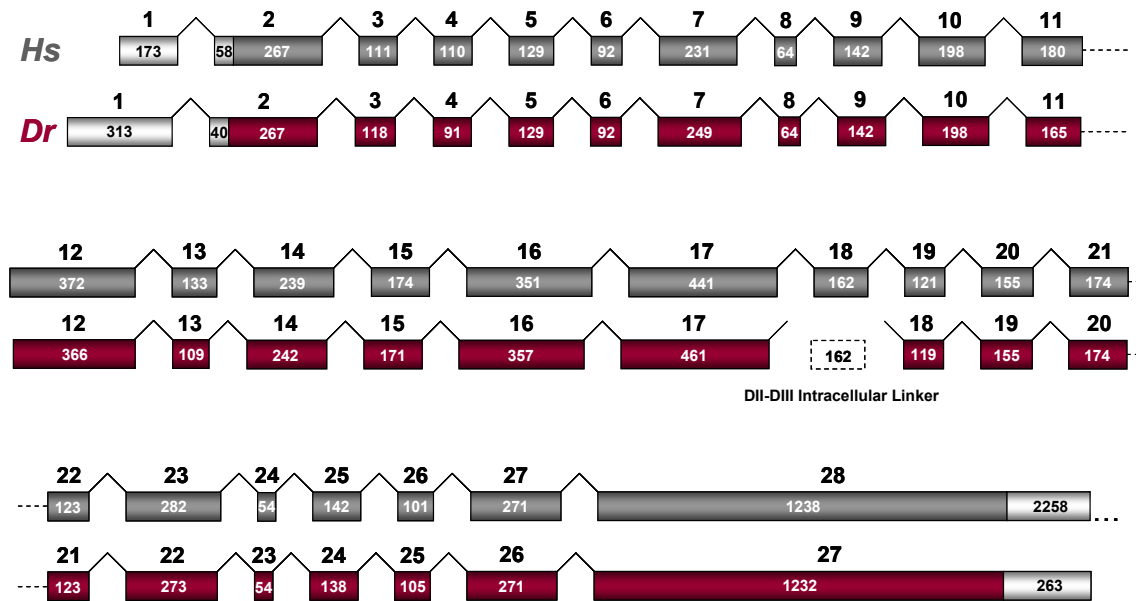 1 2 3 4 5 6 7 8 9 10 11
Hs 173 58 267 111 110 129 92 231 64 142 198 180
1 2 3 4 5 6 7 8 9 10 11
Dr 313 40 267 118 91 129 92 249 64 142 198 165
12 13 14 15 16 17 18 19 20 21
372 133 239 174 351 441 162 121 155 174
12 13 14 15 16 17 18 19 20
366 109 242 171 357 461 162 119 155 174
DII-DIII Intracellular Linker
22 23 24 25 26 27 28
123 282 54 142 101 271 1238 2258
21 22 23 24 25 26 27
123 273 54 138 105 271 1232 263